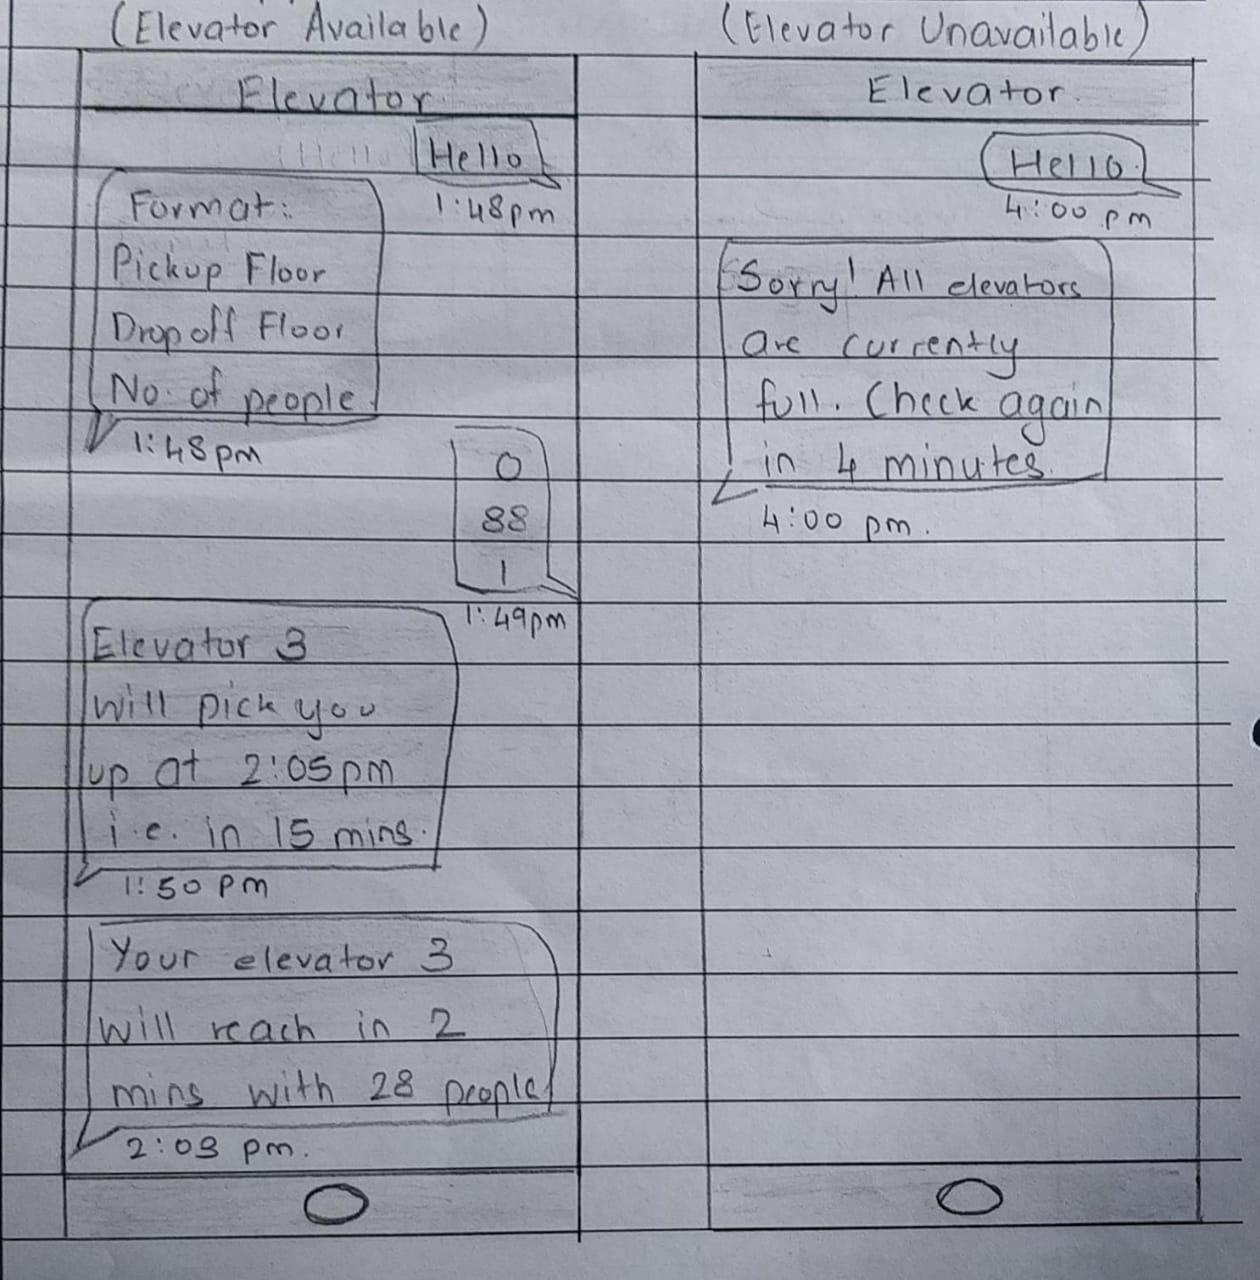 (Elevator Available)
Elevator
Hello
1:48pm
Format:
Pickup Floor
Dropoff Floor
No. of people
1:48pm
0
88
1
1:49pm
Elevator 3
will pick you
up at 2:05pm
i.e. in 15 mins.
1:50 pm
Your elevator 3
will reach in 2
mins with 28 people
2:03 pm.
(Elevator Unavailable)
Elevator
Hello.
4:00 pm
Sorry! All elevators
are currently
full. Check again
in 4 minutes.
4:00 pm.